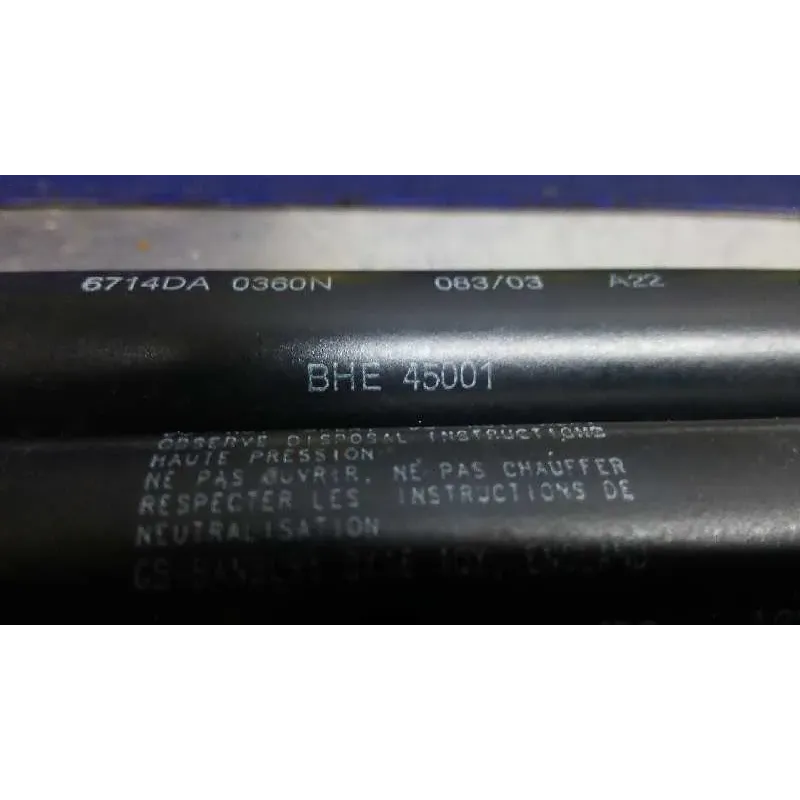 6714DA 0360N 083/03 A22
BHE 45001
OBSERVE DISPOSAL INSTRUCTIONS
HAUTE PRESSION
NE PAS OUVRIR. NE PAS CHAUFFER
RESPECTER LES INSTRUCTIONS DE
NEUTRALISATION